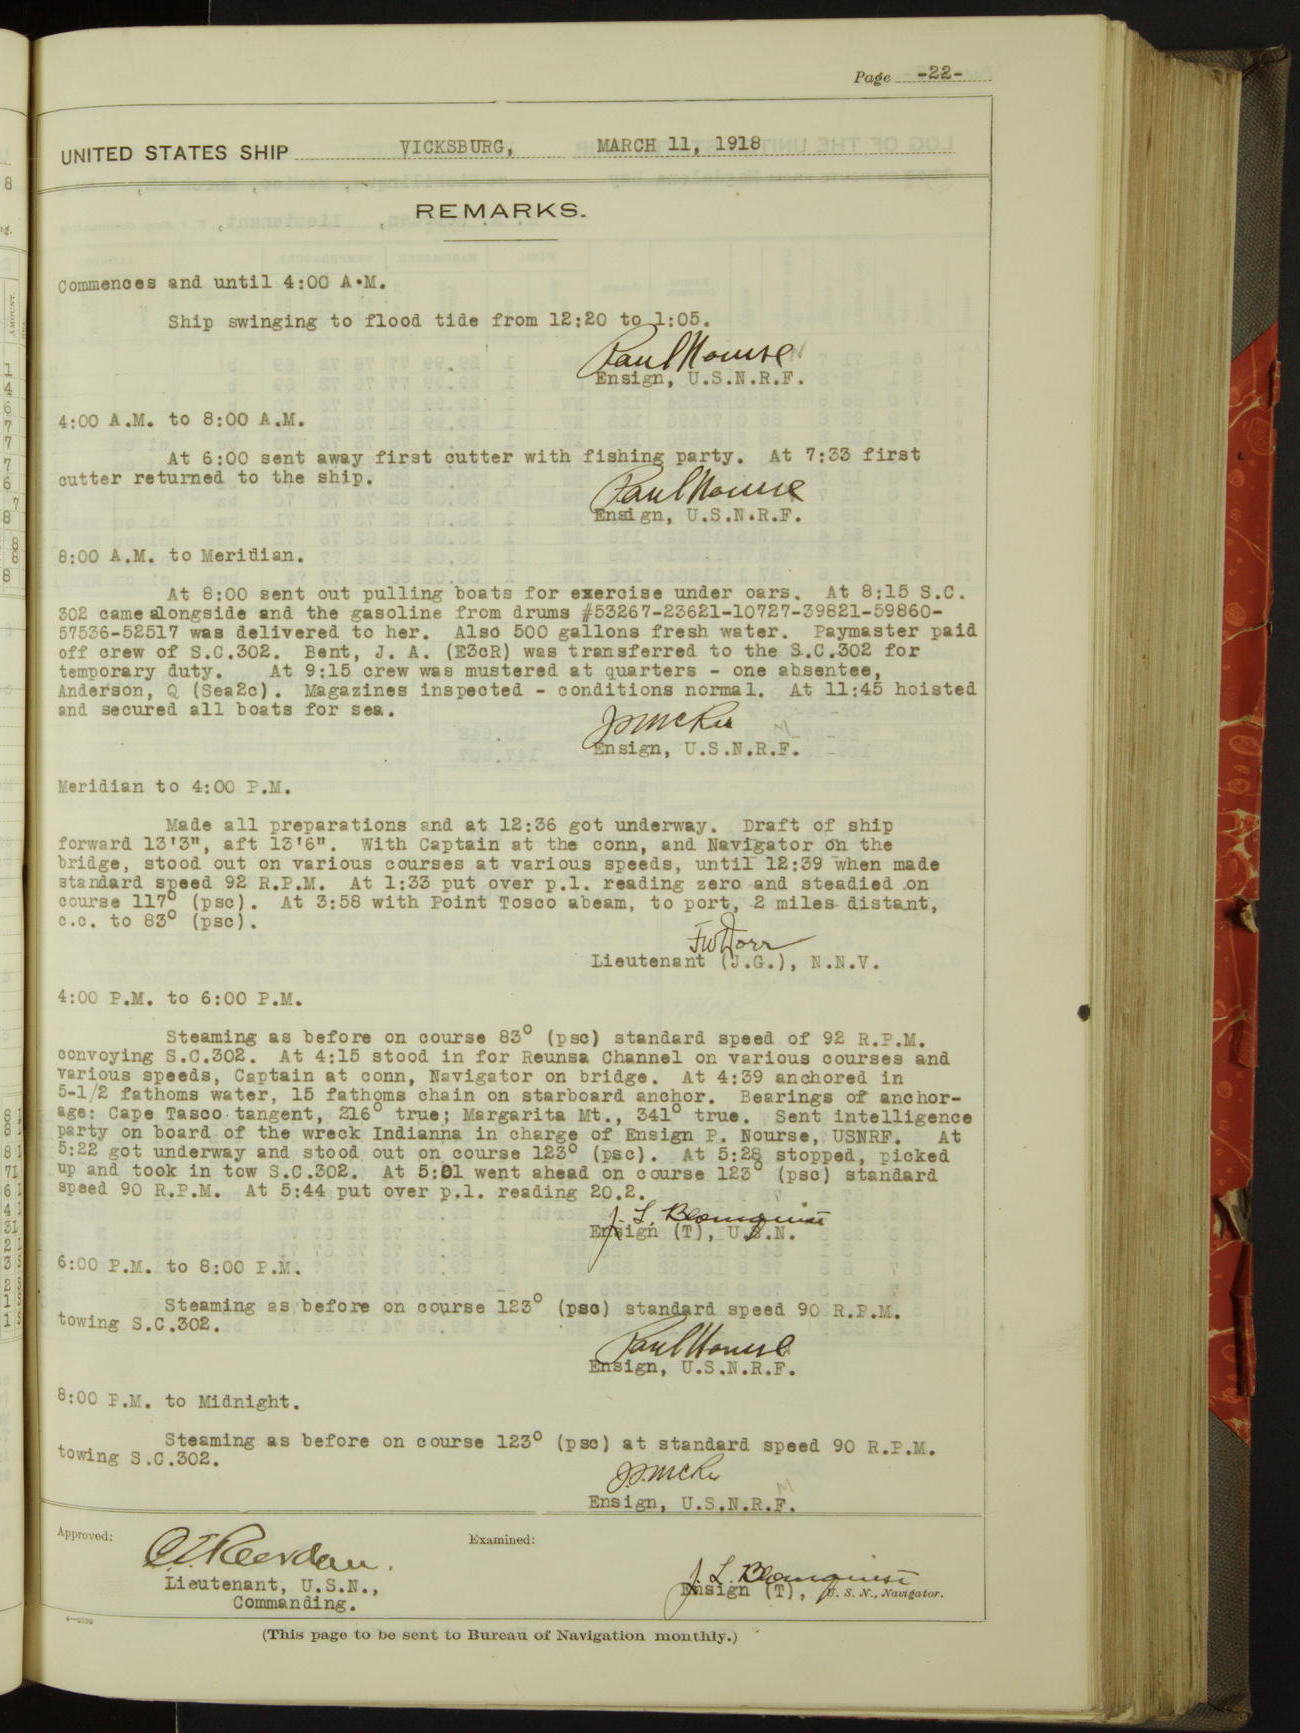 Page -22-
UNITED STATES SHIP VICKSBURG, MARCH 11, 1918
REMARKS.
Commences and until 4:00 A.M.
Ship swinging to flood tide from 12:20 to 1:05.
Paul Nourse
Ensign, U.S.N.R.F.
4:00 A.M. to 8:00 A.M.
At 6:00 sent away first cutter with fishing party. At 7:33 first
cutter returned to the ship.
Paul Nourse
Ensign, U.S.N.R.F.
8:00 A.M. to Meridian.
At 8:00 sent out pulling boats for exercise under oars. At 8:15 S.C.
302 came alongside and the gasoline from drums #53267-23621-10727-39821-59860-
57536-52517 was delivered to her. Also 500 gallons fresh water. Paymaster paid
off crew of S.C.302. Bent, J. A. (E3cR) was transferred to the S.C.302 for
temporary duty. At 9:15 crew was mustered at quarters - one absentee,
Anderson, Q (Sea2c). Magazines inspected - conditions normal. At 11:45 hoisted
and secured all boats for sea.
Ensign, U.S.N.R.F.
Meridian to 4:00 P.M.
Made all preparations and at 12:36 got underway. Draft of ship
forward 13'3", aft 13'6". With Captain at the conn, and Navigator on the
bridge, stood out on various courses at various speeds, until 12:39 when made
standard speed 92 R.P.M. At 1:33 put over p.l. reading zero and steadied on
course 117° (psc). At 3:58 with Point Tosco abeam, to port, 2 miles distant,
c.c. to 83° (psc).
Lieutenant (J.G.), N.N.V.
4:00 P.M. to 6:00 P.M.
Steaming as before on course 83° (psc) standard speed of 92 R.P.M.
convoying S.C.302. At 4:15 stood in for Reunsa Channel on various courses and
various speeds, Captain at conn, Navigator on bridge. At 4:39 anchored in
5-1/2 fathoms water, 15 fathoms chain on starboard anchor. Bearings of anchor-
age: Cape Tasco tangent, 216° true; Margarita Mt., 341° true. Sent intelligence
party on board of the wreck Indianna in charge of Ensign P. Nourse, USNRF. At
5:22 got underway and stood out on course 123° (psc). At 5:28 stopped, picked
up and took in tow S.C.302. At 5:31 went ahead on course 123° (psc) standard
speed 90 R.P.M. At 5:44 put over p.l. reading 20.2.
J. L. Blomquist
Ensign (T), U.S.N.
6:00 P.M. to 8:00 P.M.
Steaming as before on course 123° (psc) standard speed 90 R.P.M.
towing S.C.302.
Paul Nourse
Ensign, U.S.N.R.F.
8:00 P.M. to Midnight.
Steaming as before on course 123° (psc) at standard speed 90 R.P.M.
towing S.C.302.
Ensign, U.S.N.R.F.
Approved:
Examined:
Lieutenant, U.S.N.,
Commanding.
J. L. Blomquist
Ensign (T), U. S. N., Navigator.
(This page to be sent to Bureau of Navigation monthly.)